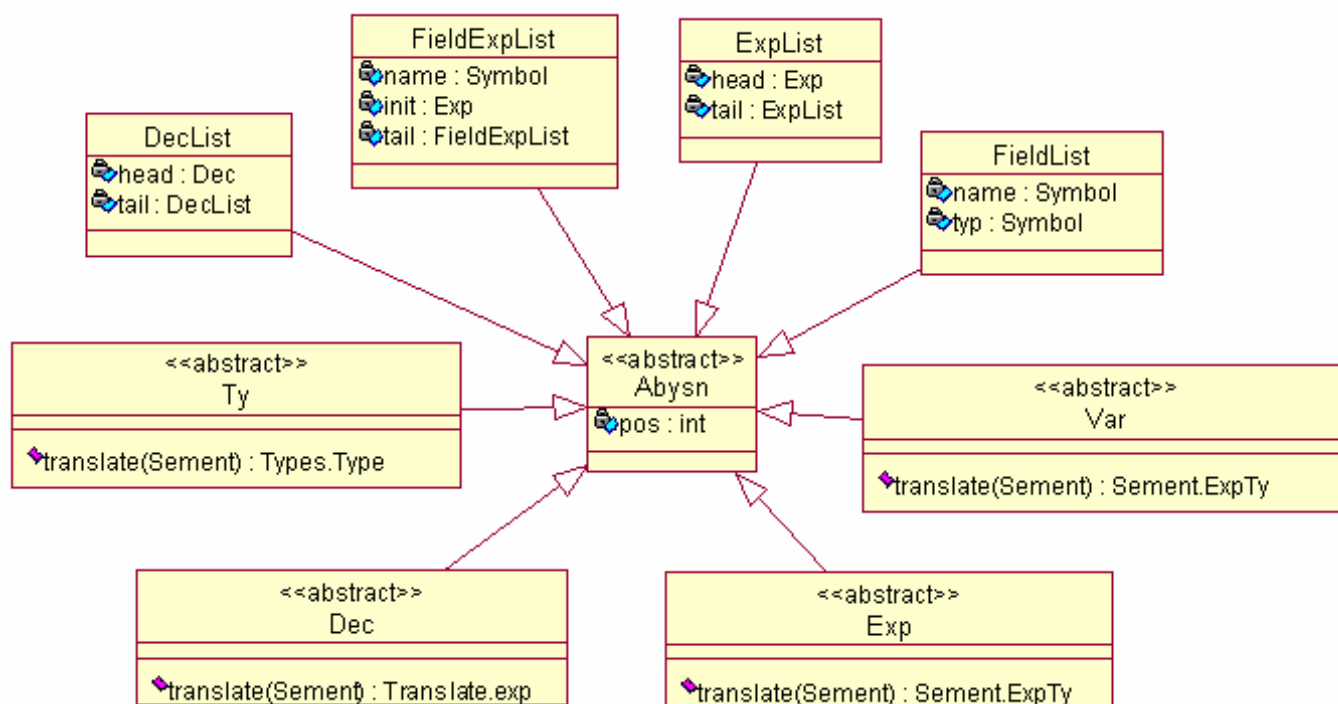 FieldExpList
name : Symbol
init : Exp
tail : FieldExpList
ExpList
head : Exp
tail : ExpList
DecList
head : Dec
tail: DecList
FieldList
name : Symbol
typ : Symbol
<<abstract>>
Ty
translate(Sement) : Types.Type
<<abstract>>
Abysn
pos : int
<<abstract>>
Var
translate(Sement) : Sement.ExpTy
<<abstract>>
Dec
translate(Sement) : Translate.exp
<<abstract>>
Exp
translate(Sement) : Sement.ExpTy